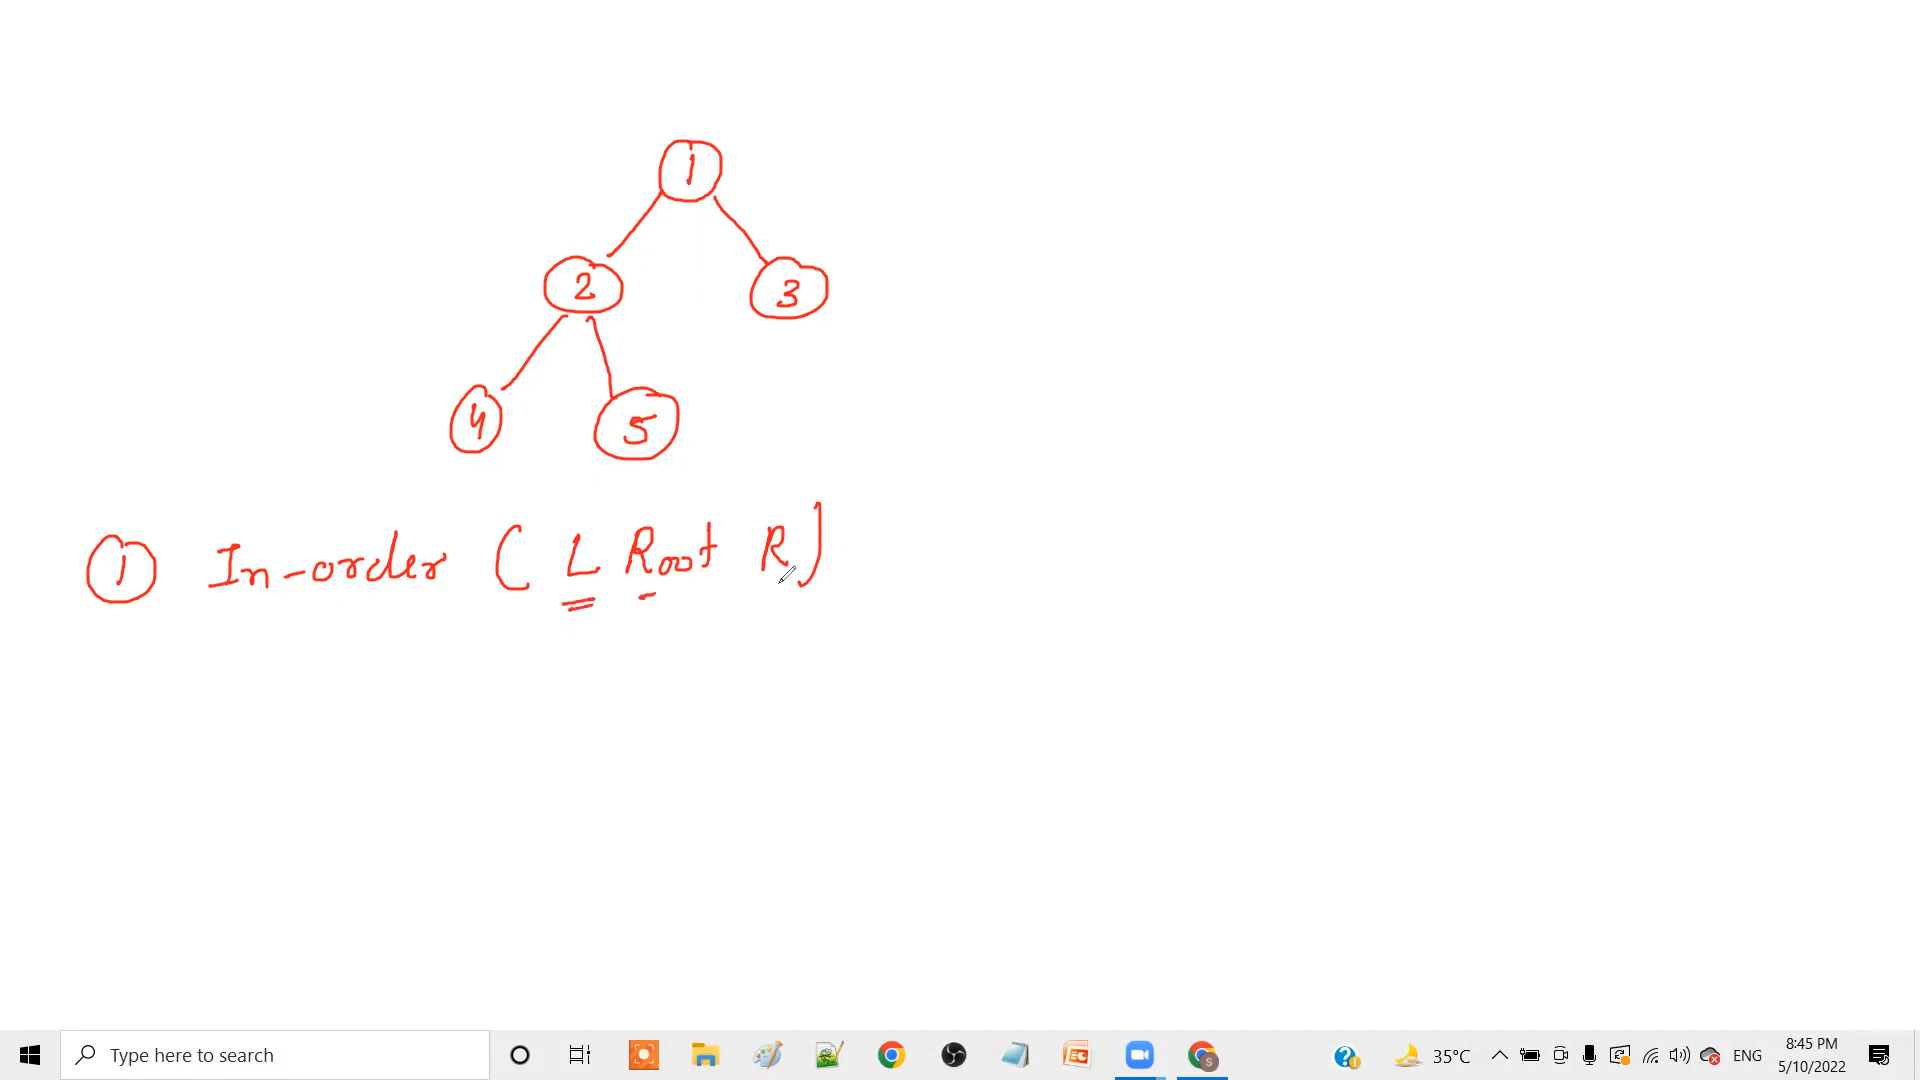 1
2 3
4 5
1 In-order ( L Root R )
Type here to search
35°C ENG 8:45 PM
5/10/2022